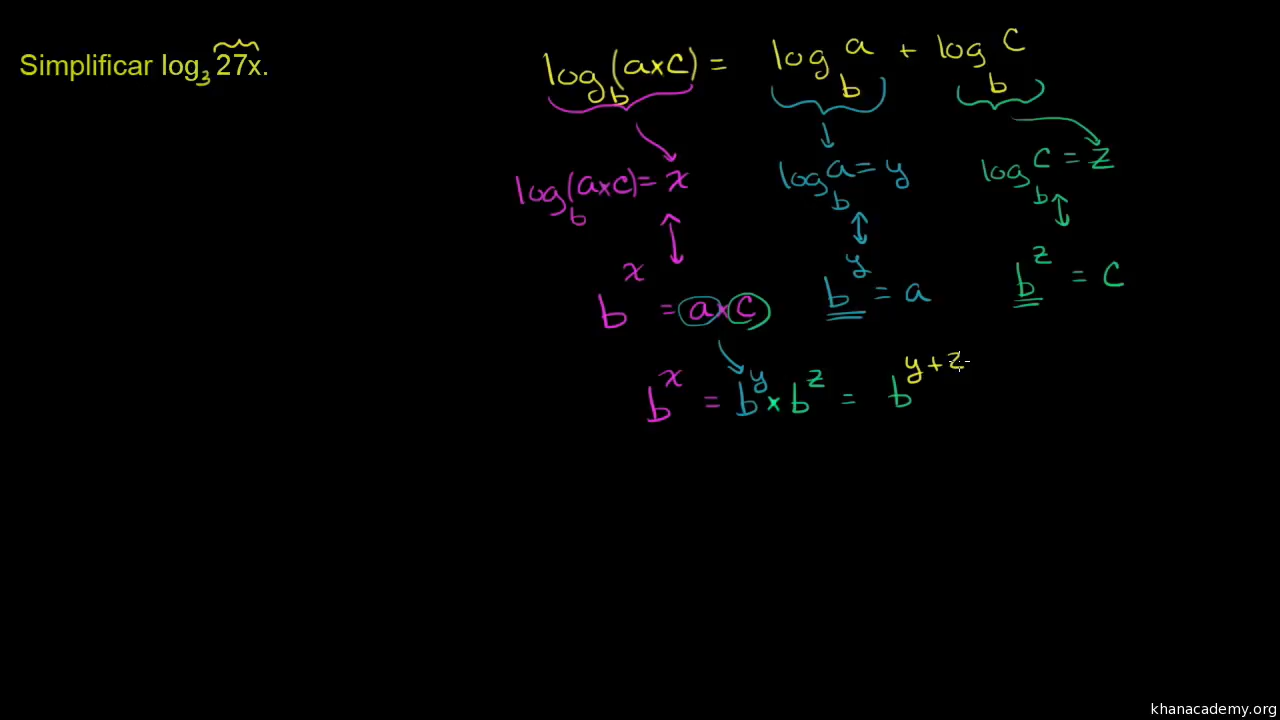 Simplificar log₃ 27x.
log_b(a×c) = log_b a + log_b c
log_b(a×c) = x
log_b a = y
log_b c = z
b^x = a×c
b^y = a
b^z = c
b^x = b^y × b^z = b^(y+z)
khanacademy.org